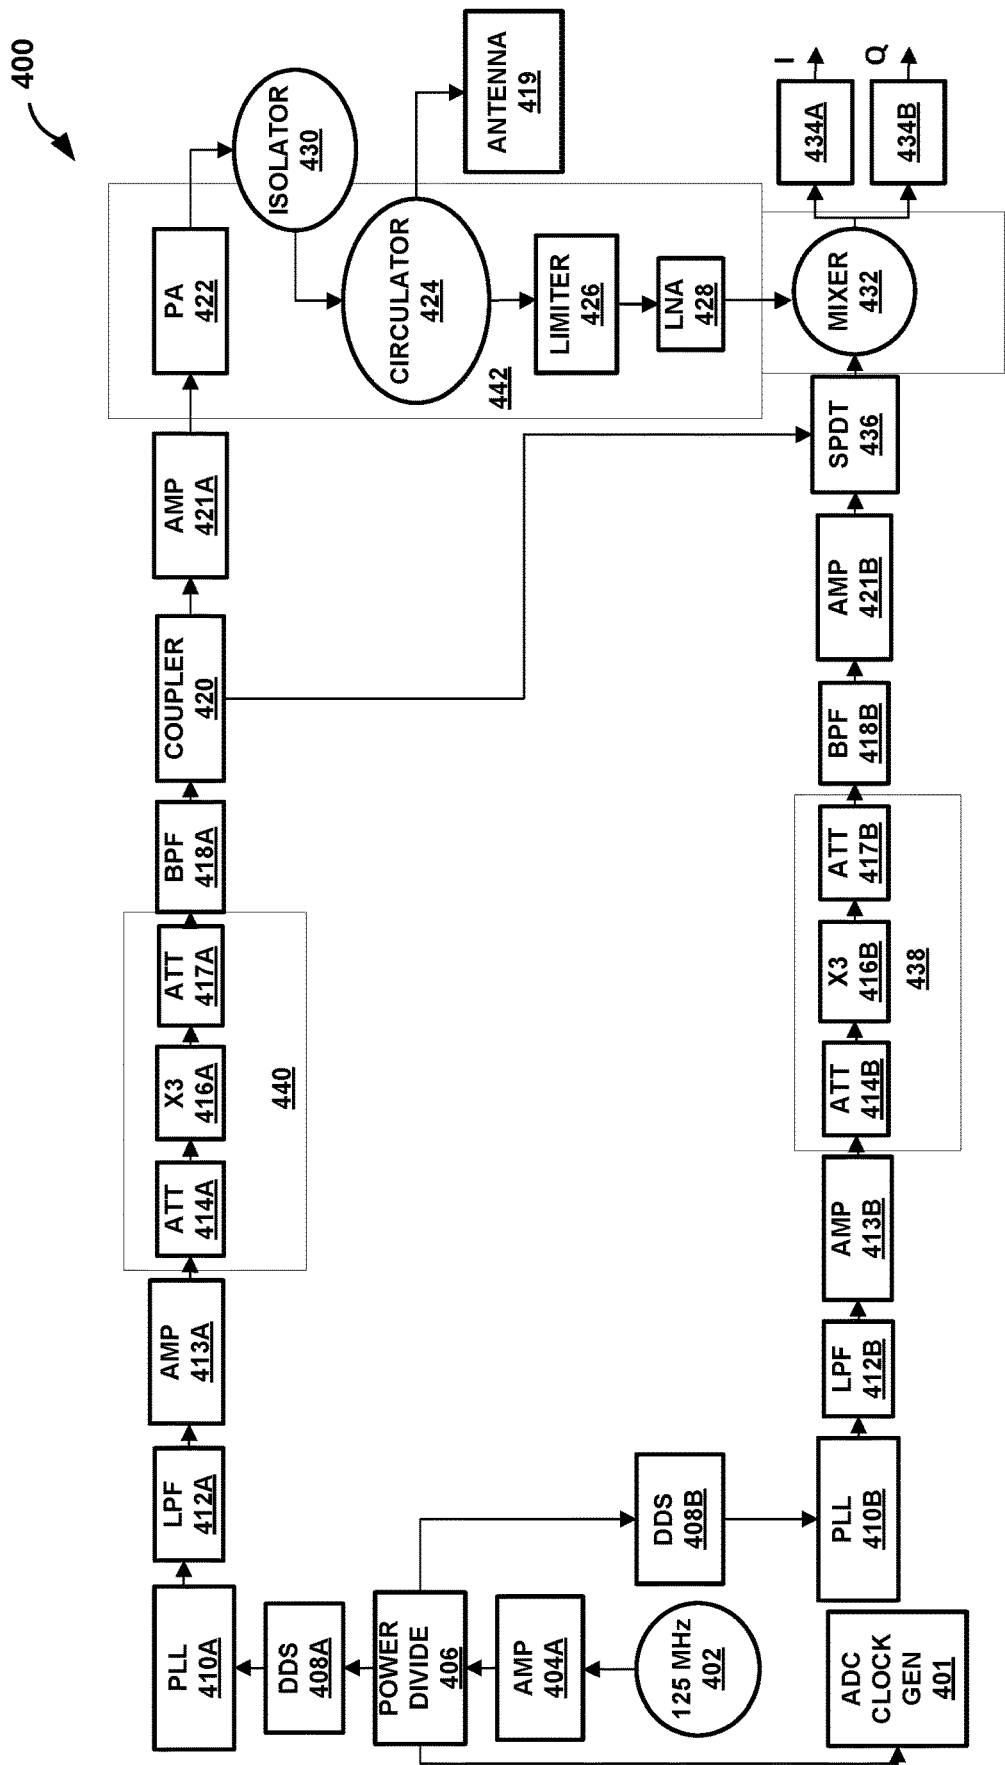 400
PLL
410A
LPF
412A
AMP
413A
ATT
414A
X3
416A
ATT
417A
440
BPF
418A
COUPLER
420
AMP
421A
PA
422
ISOLATOR
430
CIRCULATOR
424
ANTENNA
419
LIMITER
426
LNA
428
442
DDS
408A
POWER
DIVIDE
406
AMP
404A
125 MHz
402
ADC
CLOCK
GEN
401
DDS
408B
PLL
410B
LPF
412B
AMP
413B
ATT
414B
X3
416B
ATT
417B
438
BPF
418B
AMP
421B
SPDT
436
MIXER
432
434A
I
434B
Q